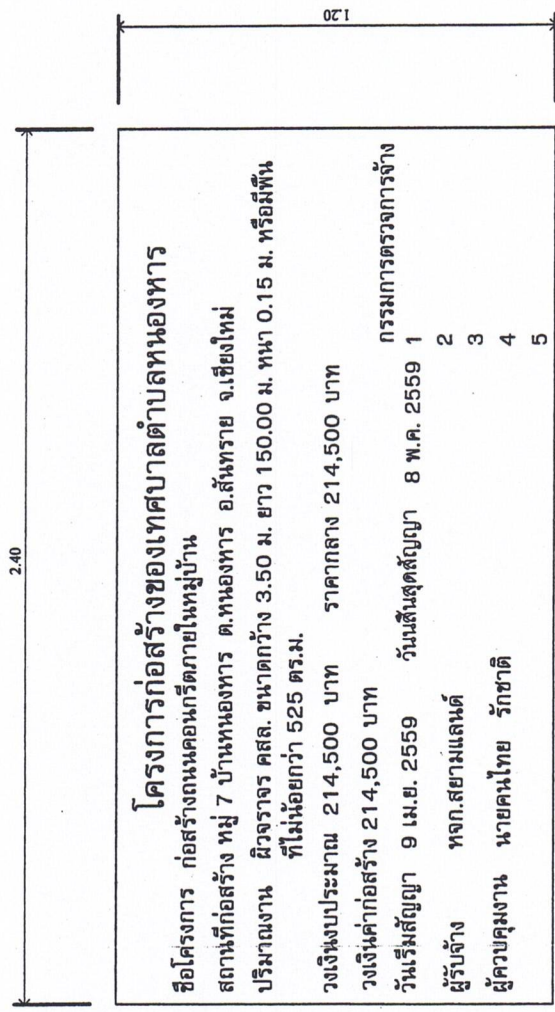 2.40
1.20
โครงการก่อสร้างของเทศบาลตำบลหนองหาร
ชื่อโครงการ ก่อสร้างถนนคอนกรีตภายในหมู่บ้าน
สถานที่ก่อสร้าง หมู่ 7 บ้านหนองหาร ต.หนองหาร อ.สันทราย จ.เชียงใหม่
ปริมาณงาน ผิวจราจร คสล. ขนาดกว้าง 3.50 ม. ยาว 150.00 ม. หนา 0.15 ม. หรือมีพื้น
ที่ไม่น้อยกว่า 525 ตร.ม.
วงเงินงบประมาณ 214,500 บาท ราคากลาง 214,500 บาท
วงเงินค่าก่อสร้าง 214,500 บาท กรรมการตรวจการจ้าง
วันเริ่มสัญญา 9 เม.ย. 2559 วันนสิ้นสุดสัญญา 8 พ.ค. 2559 1
ผู้รับจ้าง หจก.สยามแลนด์ 2
3
ผู้ควบคุมงาน นายคนไทย รักชาติ 4
5